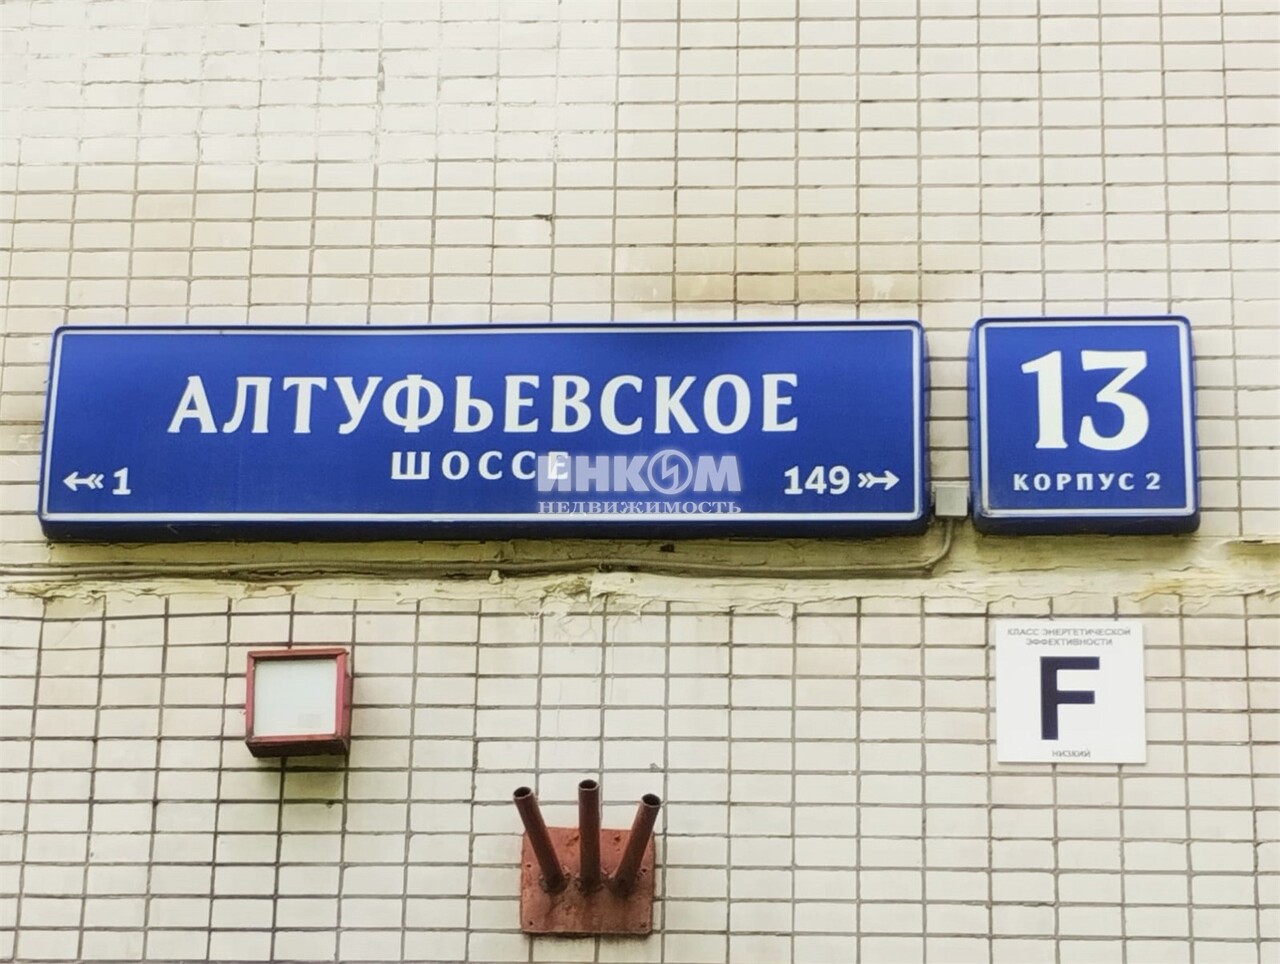 АЛТУФЬЕВСКОЕ
ШОССЕ
1
149
13
КОРПУС 2
ИНКОМ
НЕДВИЖИМОСТЬ
КЛАСС ЭНЕРГЕТИЧЕСКОЙ
ЭФФЕКТИВНОСТИ
F
НИЗКИЙ